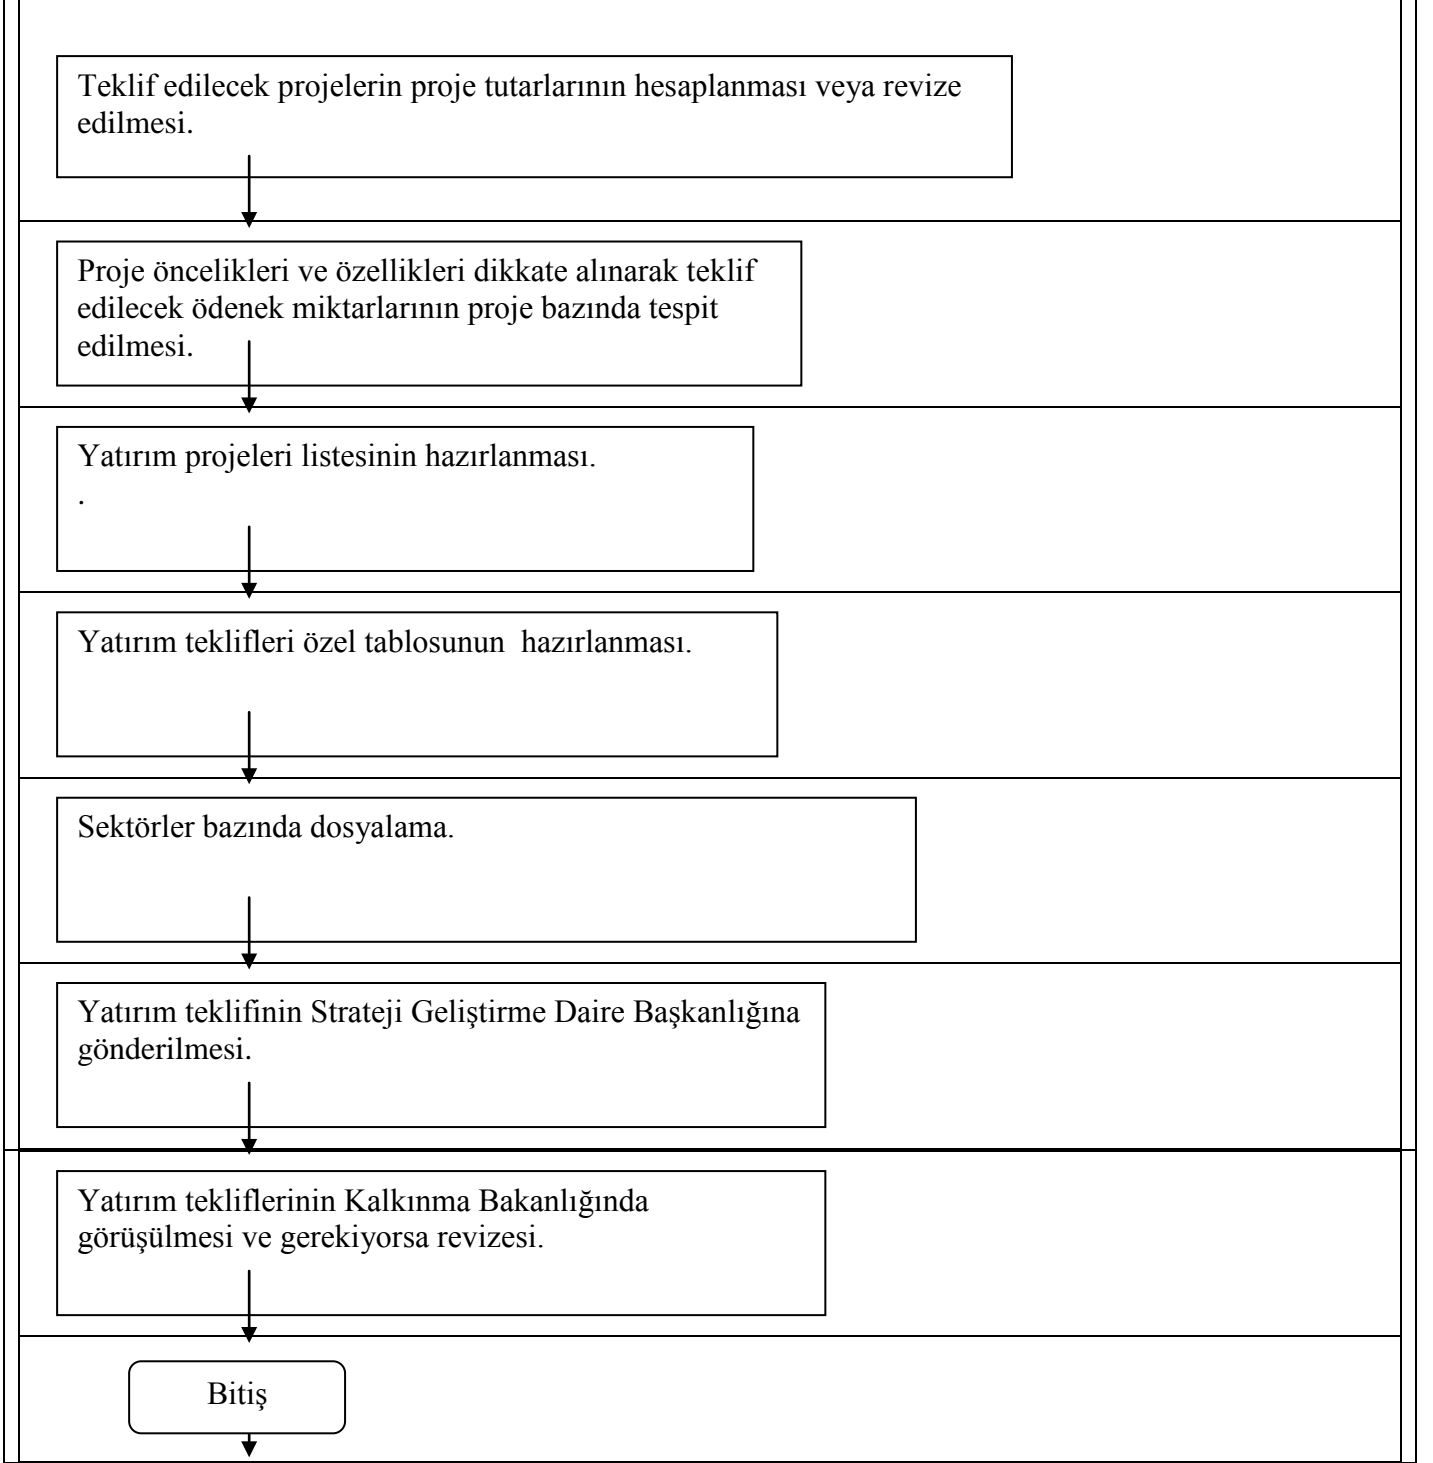 Teklif edilecek projelerin proje tutarlarının hesaplanması veya revize
edilmesi.
Proje öncelikleri ve özellikleri dikkate alınarak teklif
edilecek ödenek miktarlarının proje bazında tespit
edilmesi.
Yatırım projeleri listesinin hazırlanması.
.
Yatırım teklifleri özel tablosunun  hazırlanması.
Sektörler bazında dosyalama.
Yatırım teklifinin Strateji Geliştirme Daire Başkanlığına
gönderilmesi.
Yatırım tekliflerinin Kalkınma Bakanlığında
görüşülmesi ve gerekiyorsa revizesi.
Bitiş